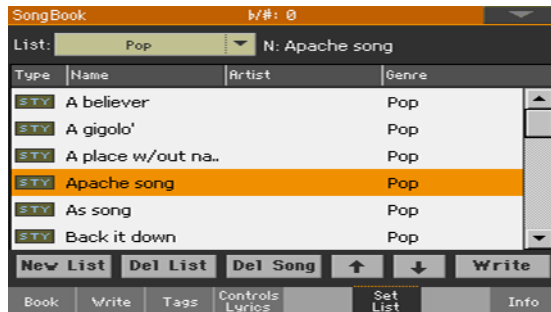 SongBook ♭/#: 0
List: Pop N: Apache song
Type Name Artist Genre
STY A believer Pop
STY A gigolo' Pop
STY A place w/out na.. Pop
STY Apache song Pop
STY As song Pop
STY Back it down Pop
New List Del List Del Song ↑ ↓ Write
Book Write Tags Controls Lyrics Set List Info